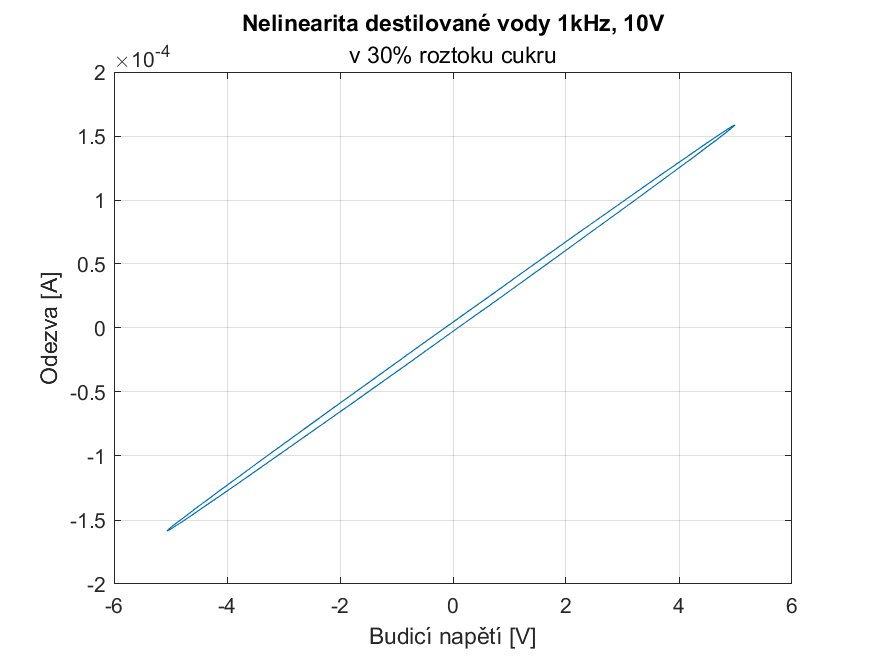 Nelinearita destilované vody 1kHz, 10V
v 30% roztoku cukru
×10-4
2
1.5
1
0.5
0
-0.5
-1
-1.5
-2
-6 -4 -2 0 2 4 6
Odezva [A]
Budicí napětí [V]